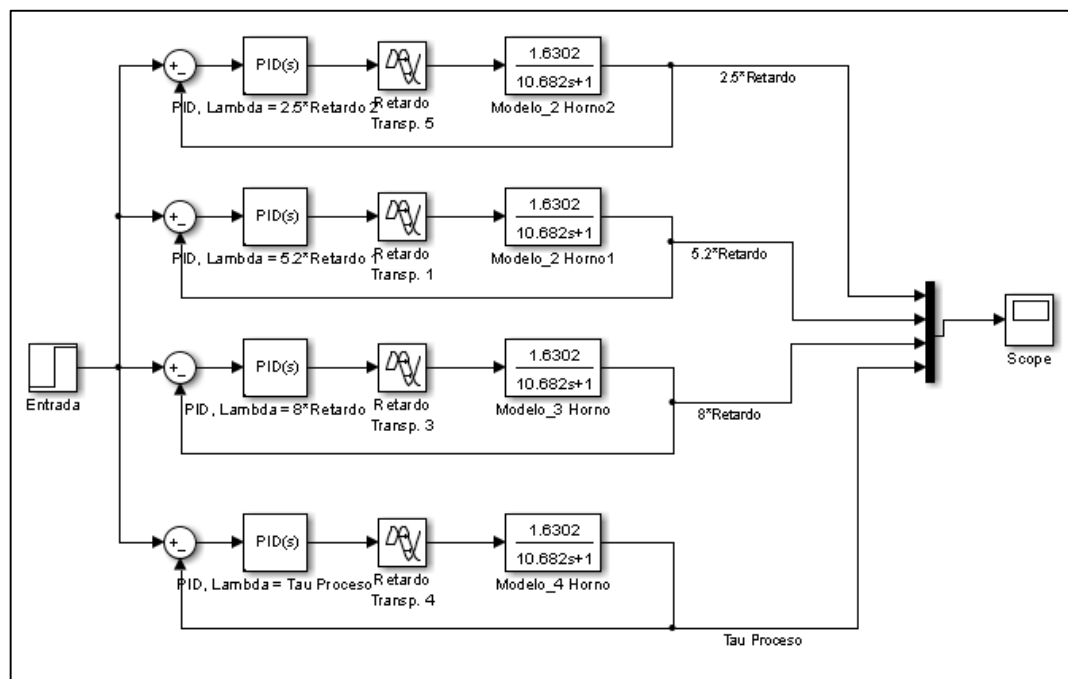 +
-
PID(s)
1.6302
10.682s+1
2.5*Retardo
PID, Lambda = 2.5*Retardo 2
Retardo
Transp. 5
Modelo_2 Horno2
+
-
PID(s)
1.6302
10.682s+1
5.2*Retardo
PID, Lambda = 5.2*Retardo 1
Retardo
Transp. 1
Modelo_2 Horno1
Entrada
+
-
PID(s)
1.6302
10.682s+1
8*Retardo
PID, Lambda = 8*Retardo
Retardo
Transp. 3
Modelo_3 Horno
Scope
+
-
PID(s)
1.6302
10.682s+1
PID, Lambda = Tau Proceso
Retardo
Transp. 4
Modelo_4 Horno
Tau Proceso